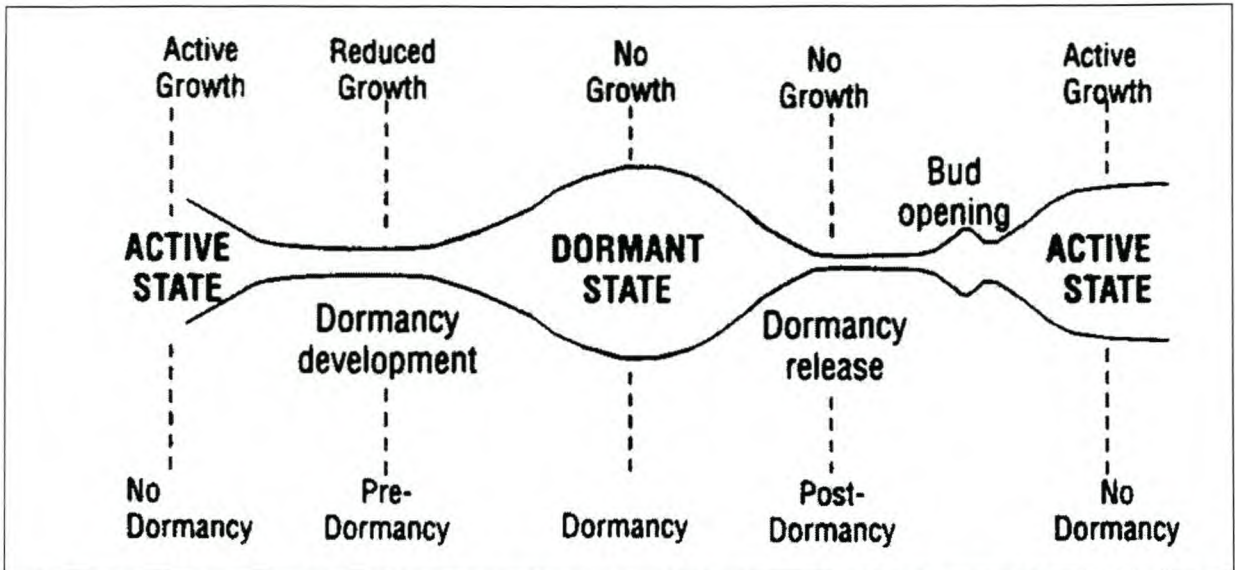 Active
Growth
Reduced
Growth
No
Growth
No
Growth
Active
Growth
Bud
opening
ACTIVE
STATE
DORMANT
STATE
ACTIVE
STATE
Dormancy
development
Dormancy
release
No
Dormancy
Pre-
Dormancy
Dormancy
Post-
Dormancy
No
Dormancy